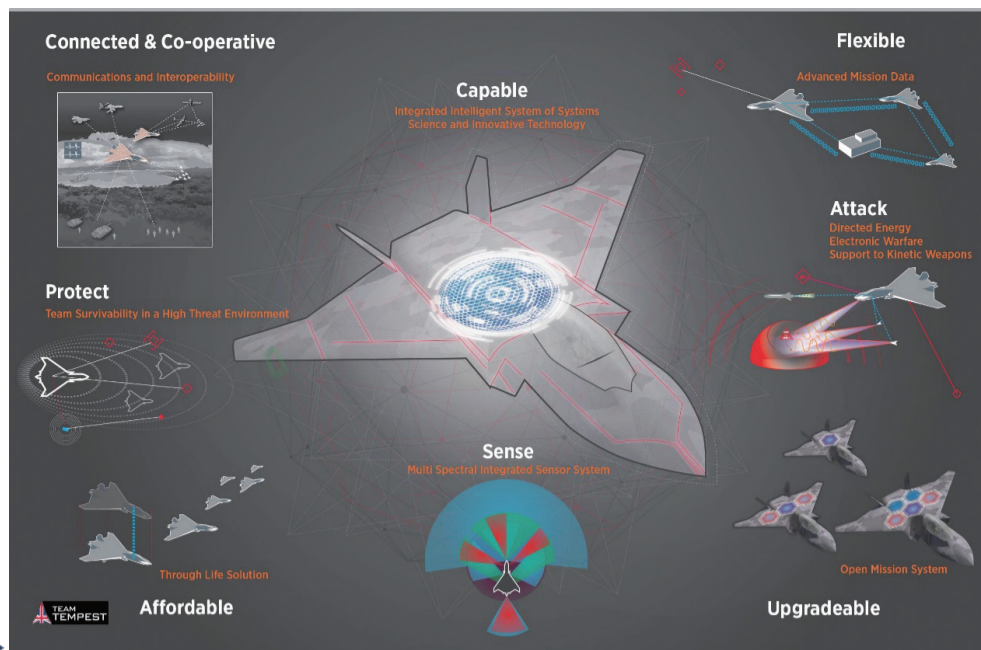 Connected & Co-operative
Communications and Interoperability
Capable
Integrated Intelligent System of Systems
Science and Innovative Technology
Flexible
Advanced Mission Data
Attack
Directed Energy
Electronic Warfare
Support to Kinetic Weapons
Protect
Team Survivability in a High Threat Environment
Sense
Multi Spectral Integrated Sensor System
Through Life Solution
Affordable
Open Mission System
Upgradeable
TEAM
TEMPEST